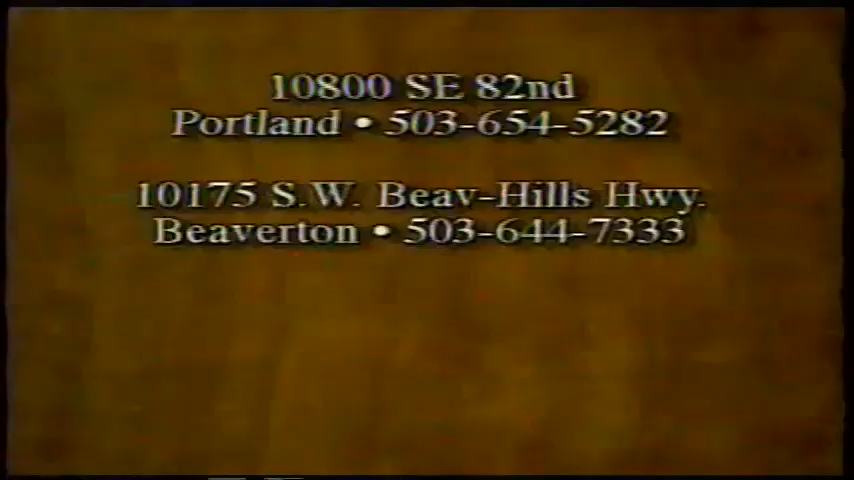 10800 SE 82nd
Portland • 503-654-5282
10175 S.W. Beav-Hills Hwy.
Beaverton • 503-644-7333